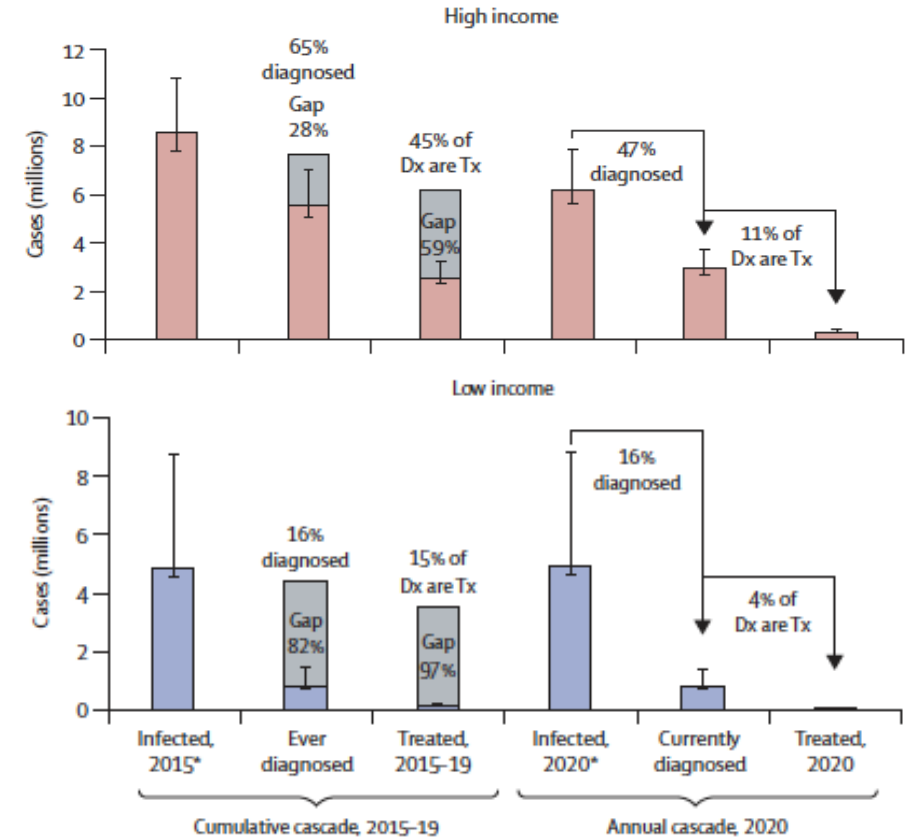 High income
Cases (millions)
12
10
8
6
4
2
0
65%
diagnosed
Gap
28%
45% of
Dx are Tx
Gap
59%
47%
diagnosed
11% of
Dx are Tx
Low income
Cases (millions)
10
8
6
4
2
0
16%
diagnosed
Gap
82%
15% of
Dx are Tx
Gap
97%
16%
diagnosed
4% of
Dx are Tx
Infected,
2015*
Ever
diagnosed
Treated,
2015–19
Infected,
2020*
Currently
diagnosed
Treated,
2020
Cumulative cascade, 2015–19
Annual cascade, 2020